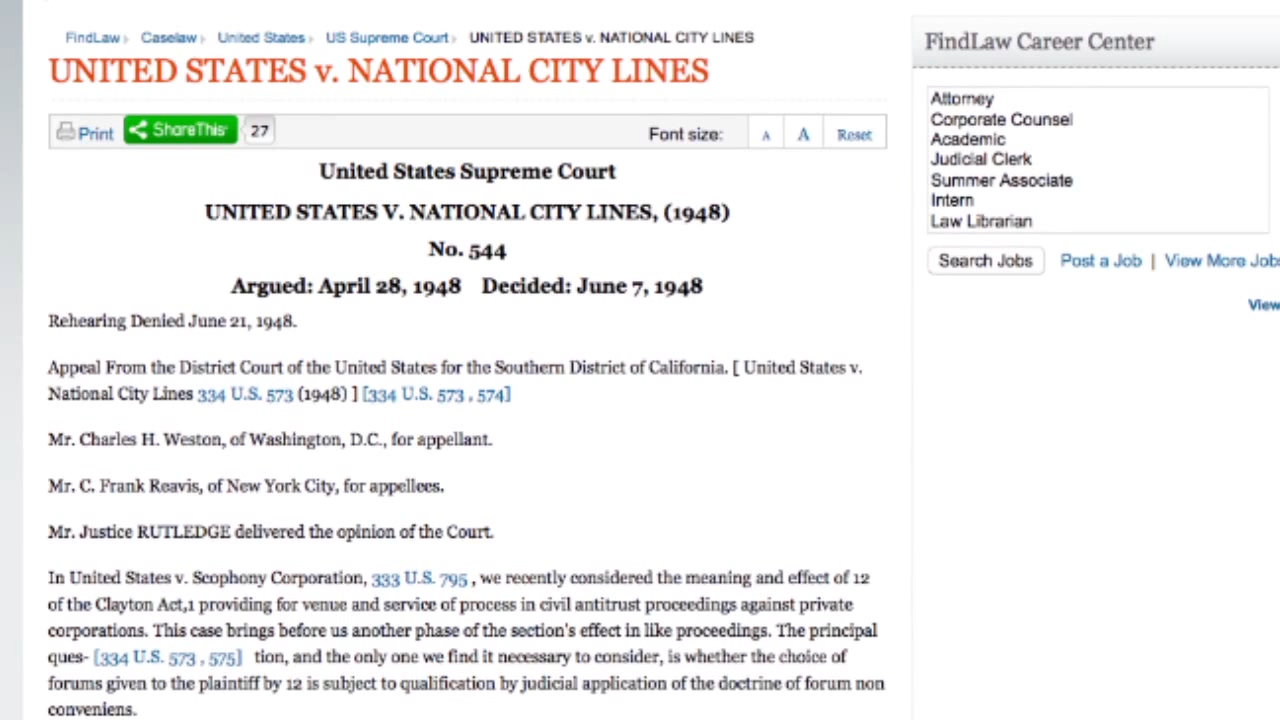 FindLaw Caselaw United States US Supreme Court UNITED STATES v. NATIONAL CITY LINES
UNITED STATES v. NATIONAL CITY LINES
Print ShareThis 27 Font size: A A Reset
United States Supreme Court
UNITED STATES V. NATIONAL CITY LINES, (1948)
No. 544
Argued: April 28, 1948 Decided: June 7, 1948
Rehearing Denied June 21, 1948.
Appeal From the District Court of the United States for the Southern District of California. [ United States v.
National City Lines 334 U.S. 573 (1948) ] [334 U.S. 573 , 574]
Mr. Charles H. Weston, of Washington, D.C., for appellant.
Mr. C. Frank Reavis, of New York City, for appellees.
Mr. Justice RUTLEDGE delivered the opinion of the Court.
In United States v. Scophony Corporation, 333 U.S. 795 , we recently considered the meaning and effect of 12
of the Clayton Act,1 providing for venue and service of process in civil antitrust proceedings against private
corporations. This case brings before us another phase of the section's effect in like proceedings. The principal
ques- [334 U.S. 573 , 575] tion, and the only one we find it necessary to consider, is whether the choice of
forums given to the plaintiff by 12 is subject to qualification by judicial application of the doctrine of forum non
conveniens.
FindLaw Career Center
Attorney
Corporate Counsel
Academic
Judicial Clerk
Summer Associate
Intern
Law Librarian
Search Jobs Post a Job | View More Jobs
View